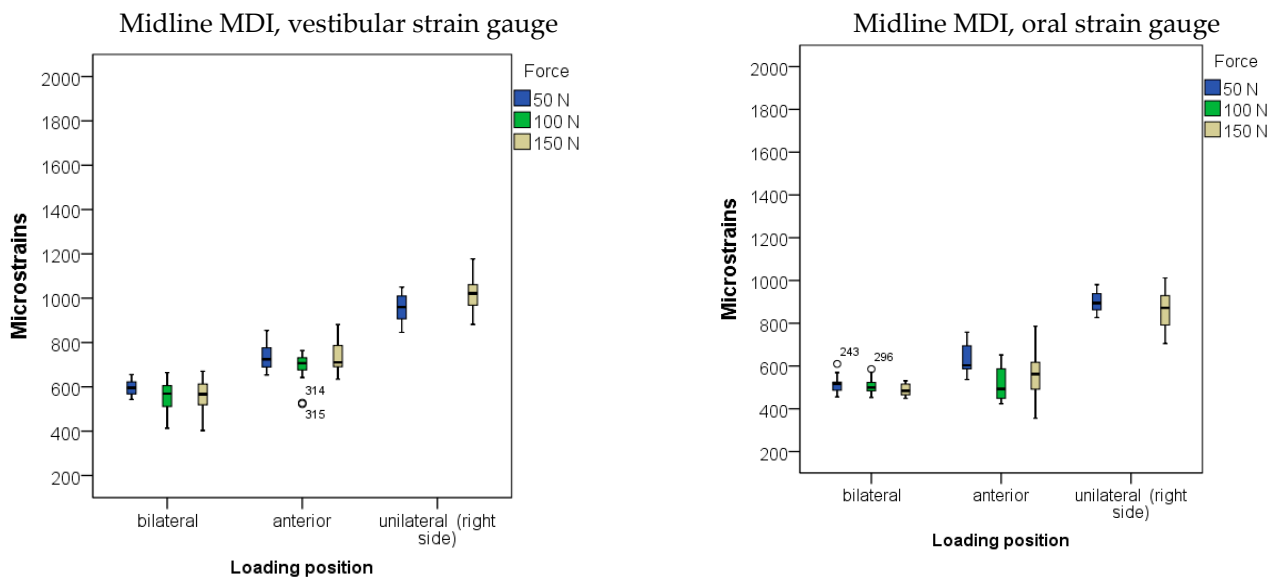 Midline MDI, vestibular strain gauge
Force
50 N
100 N
150 N
Microstrains
2000
1800
1600
1400
1200
1000
800
600
400
200
314
315
bilateral
anterior
unilateral (right
side)
Loading position
Midline MDI, oral strain gauge
Force
50 N
100 N
150 N
Microstrains
2000
1800
1600
1400
1200
1000
800
600
400
200
243
296
bilateral
anterior
unilateral (right
side)
Loading position